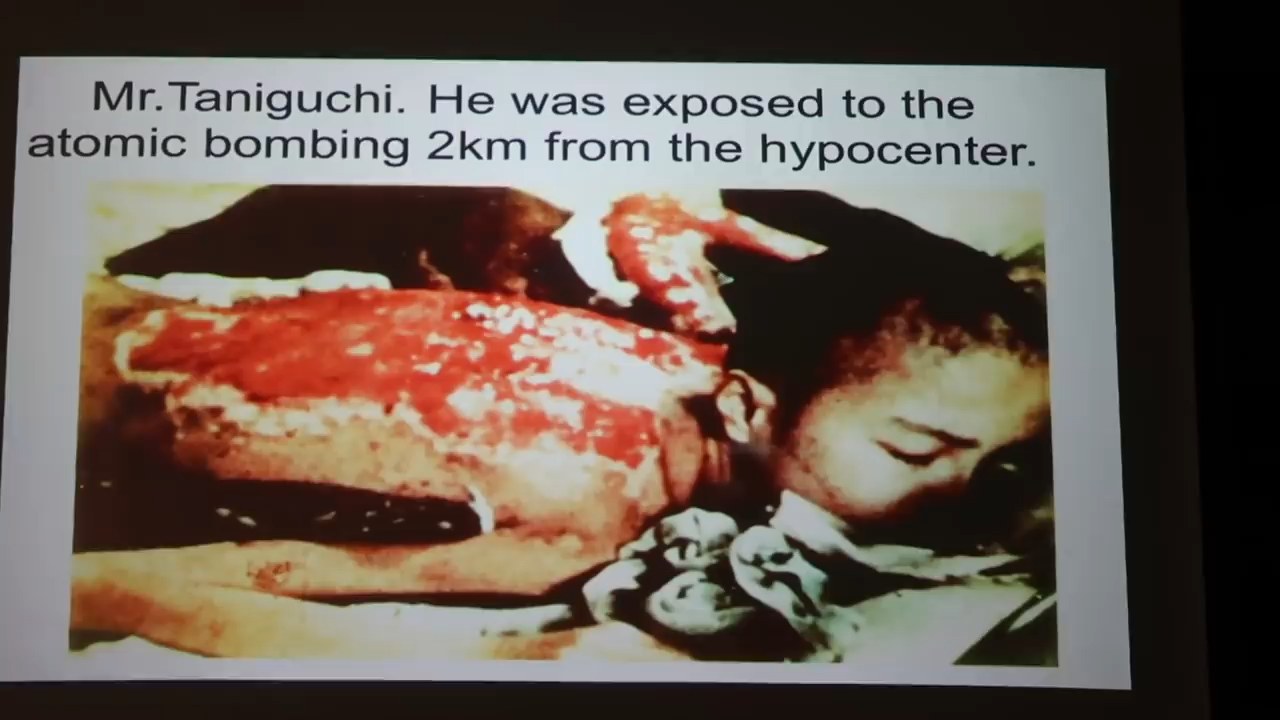 Mr.Taniguchi. He was exposed to the
atomic bombing 2km from the hypocenter.